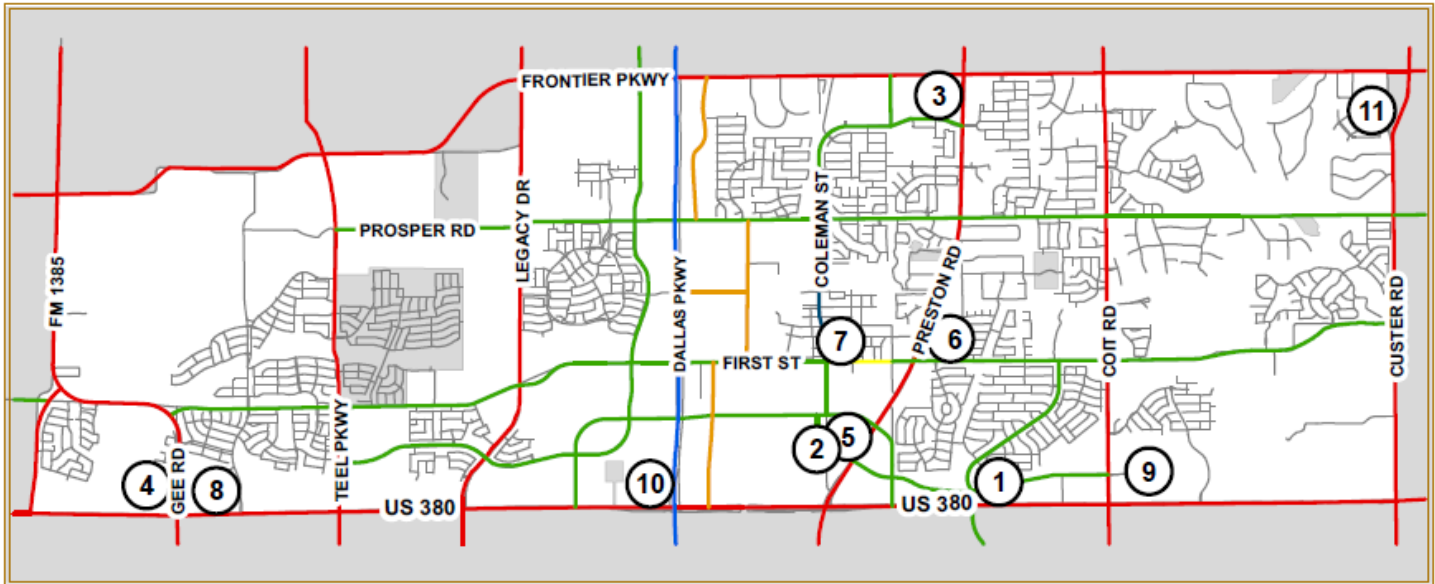 FRONTIER PKWY
3
11
COLEMAN ST
LEGACY DR
PROSPER RD
FM 1385
DALLAS PKWY
PRESTON RD
CUSTER RD
7
6
COIT RD
FIRST ST
TEEL PKWY
GEE RD
2
5
4
8
10
1
9
US 380
US 380